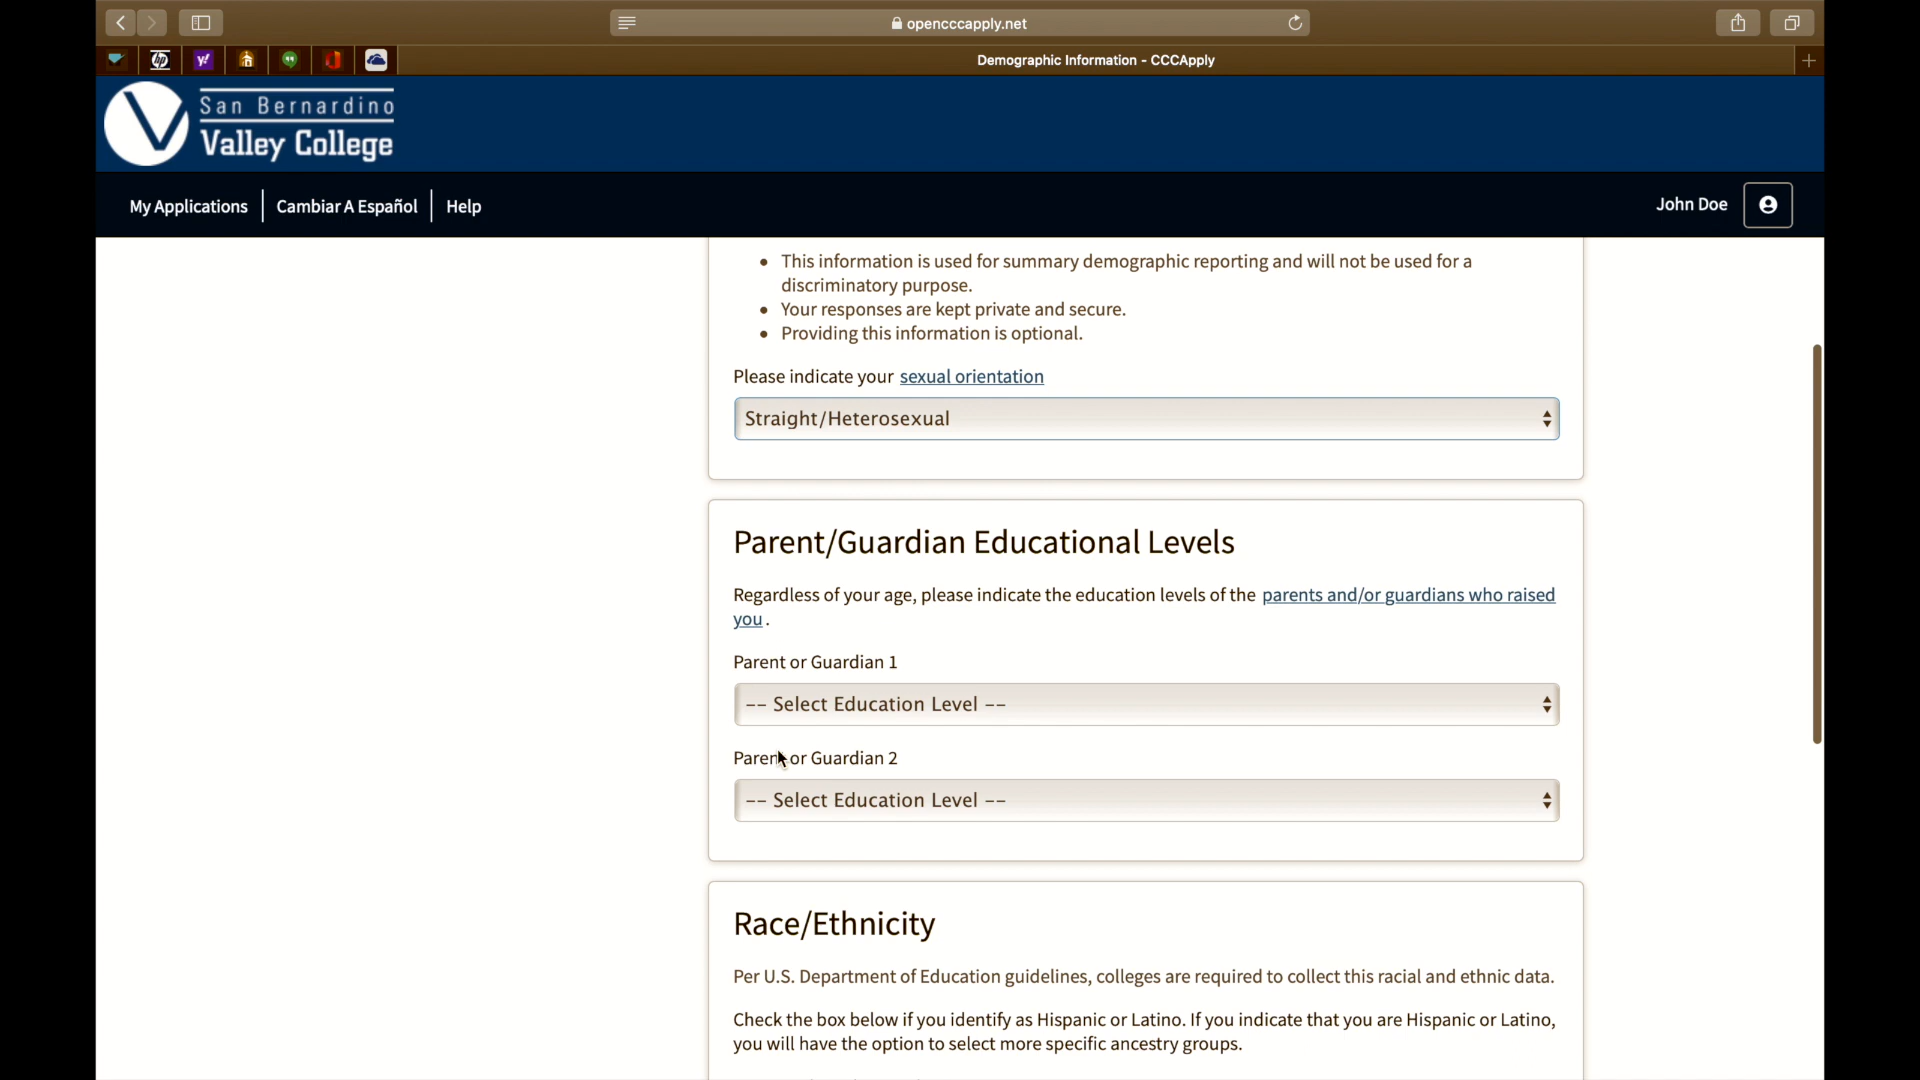 opencccapply.net
hp
y!
Demographic Information - CCCApply
San Bernardino
Valley College
My Applications
Cambiar A Español
Help
John Doe
This information is used for summary demographic reporting and will not be used for a
discriminatory purpose.
Your responses are kept private and secure.
Providing this information is optional.
Please indicate your sexual orientation
Straight/Heterosexual
Parent/Guardian Educational Levels
Regardless of your age, please indicate the education levels of the parents and/or guardians who raised
you .
Parent or Guardian 1
-- Select Education Level --
Parent or Guardian 2
-- Select Education Level --
Race/Ethnicity
Per U.S. Department of Education guidelines, colleges are required to collect this racial and ethnic data.
Check the box below if you identify as Hispanic or Latino. If you indicate that you are Hispanic or Latino,
you will have the option to select more specific ancestry groups.